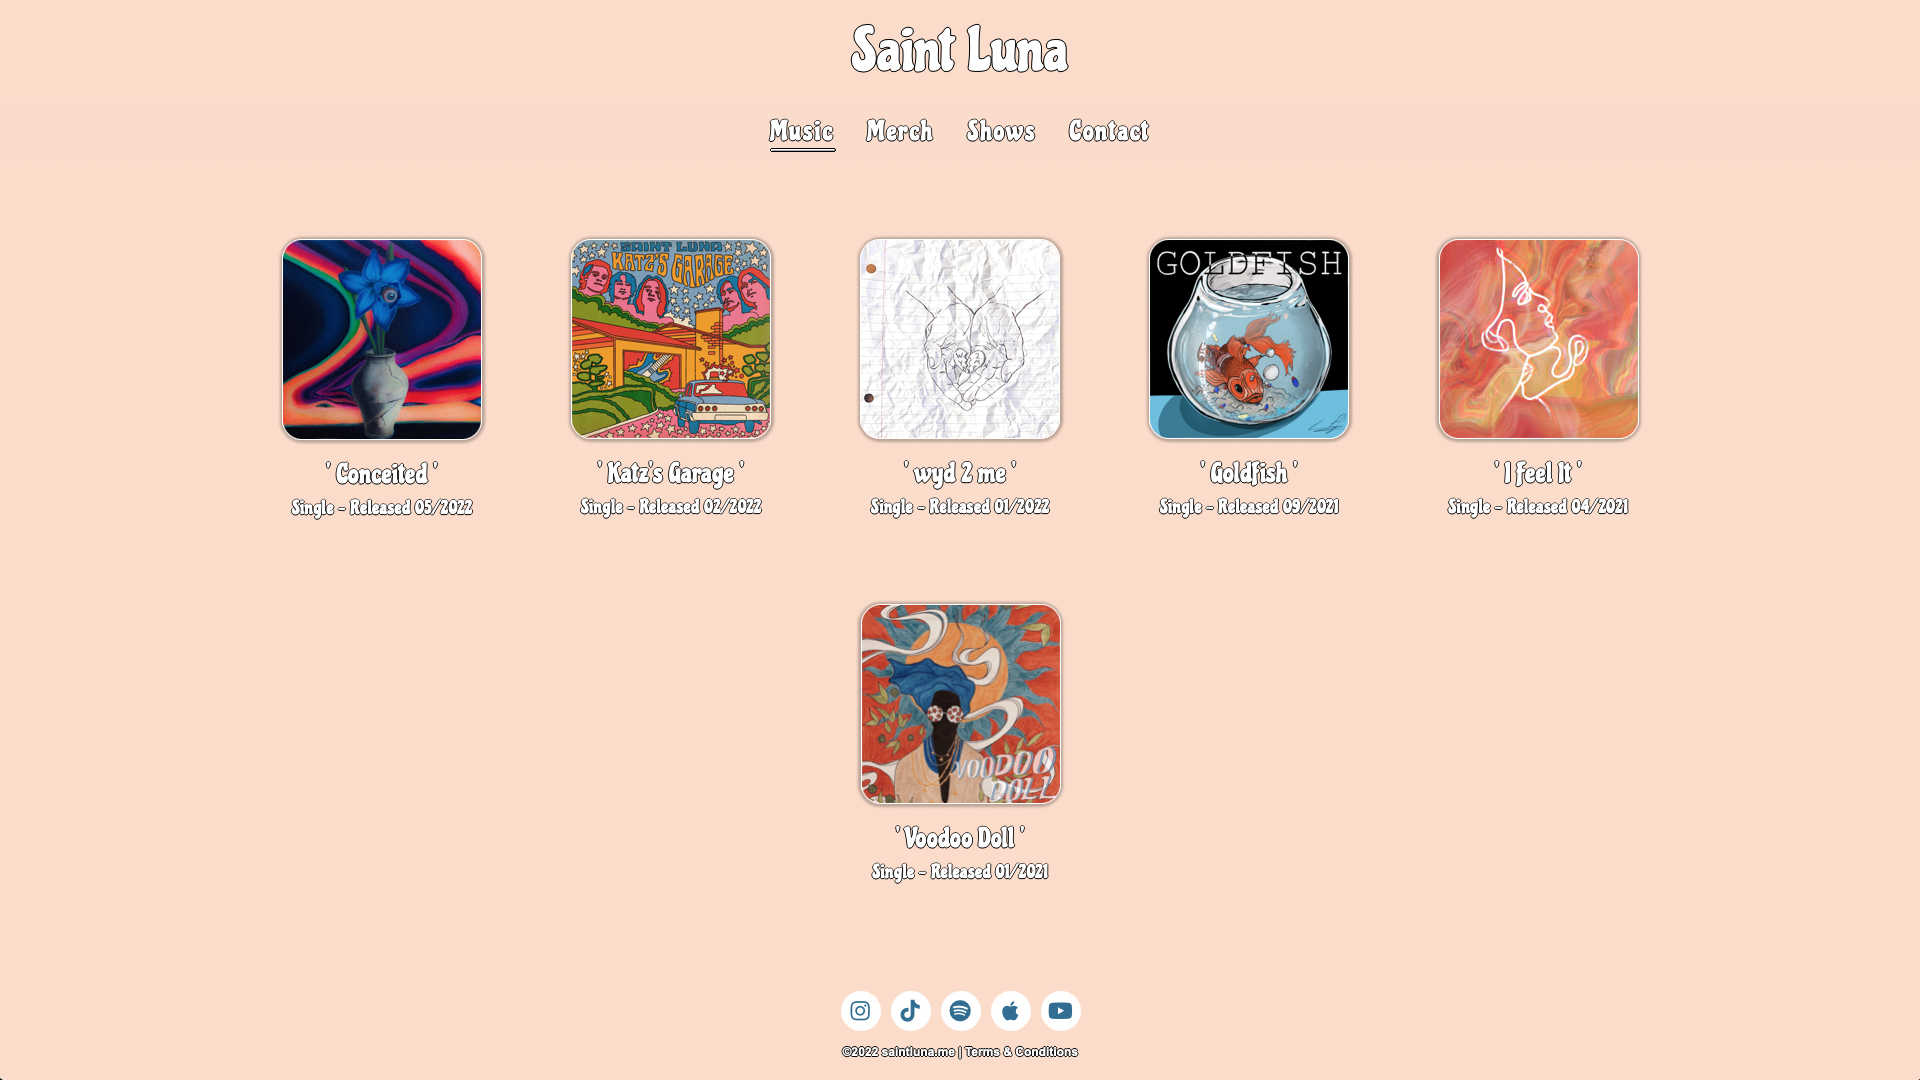 Saint Luna
Music Merch Shows Contact
SAINT LUNA
KATZ'S GARAGE
GOLDFISH
' Conceited '
Single - Released 05/2022
' Katz's Garage '
Single - Released 02/2022
' wyd 2 me '
Single - Released 01/2022
' Goldfish '
Single - Released 09/2021
' I Feel It '
Single - Released 04/2021
VOODOO
DOLL
' Voodoo Doll '
Single - Released 01/2021
©2022 saintluna.me | Terms & Conditions